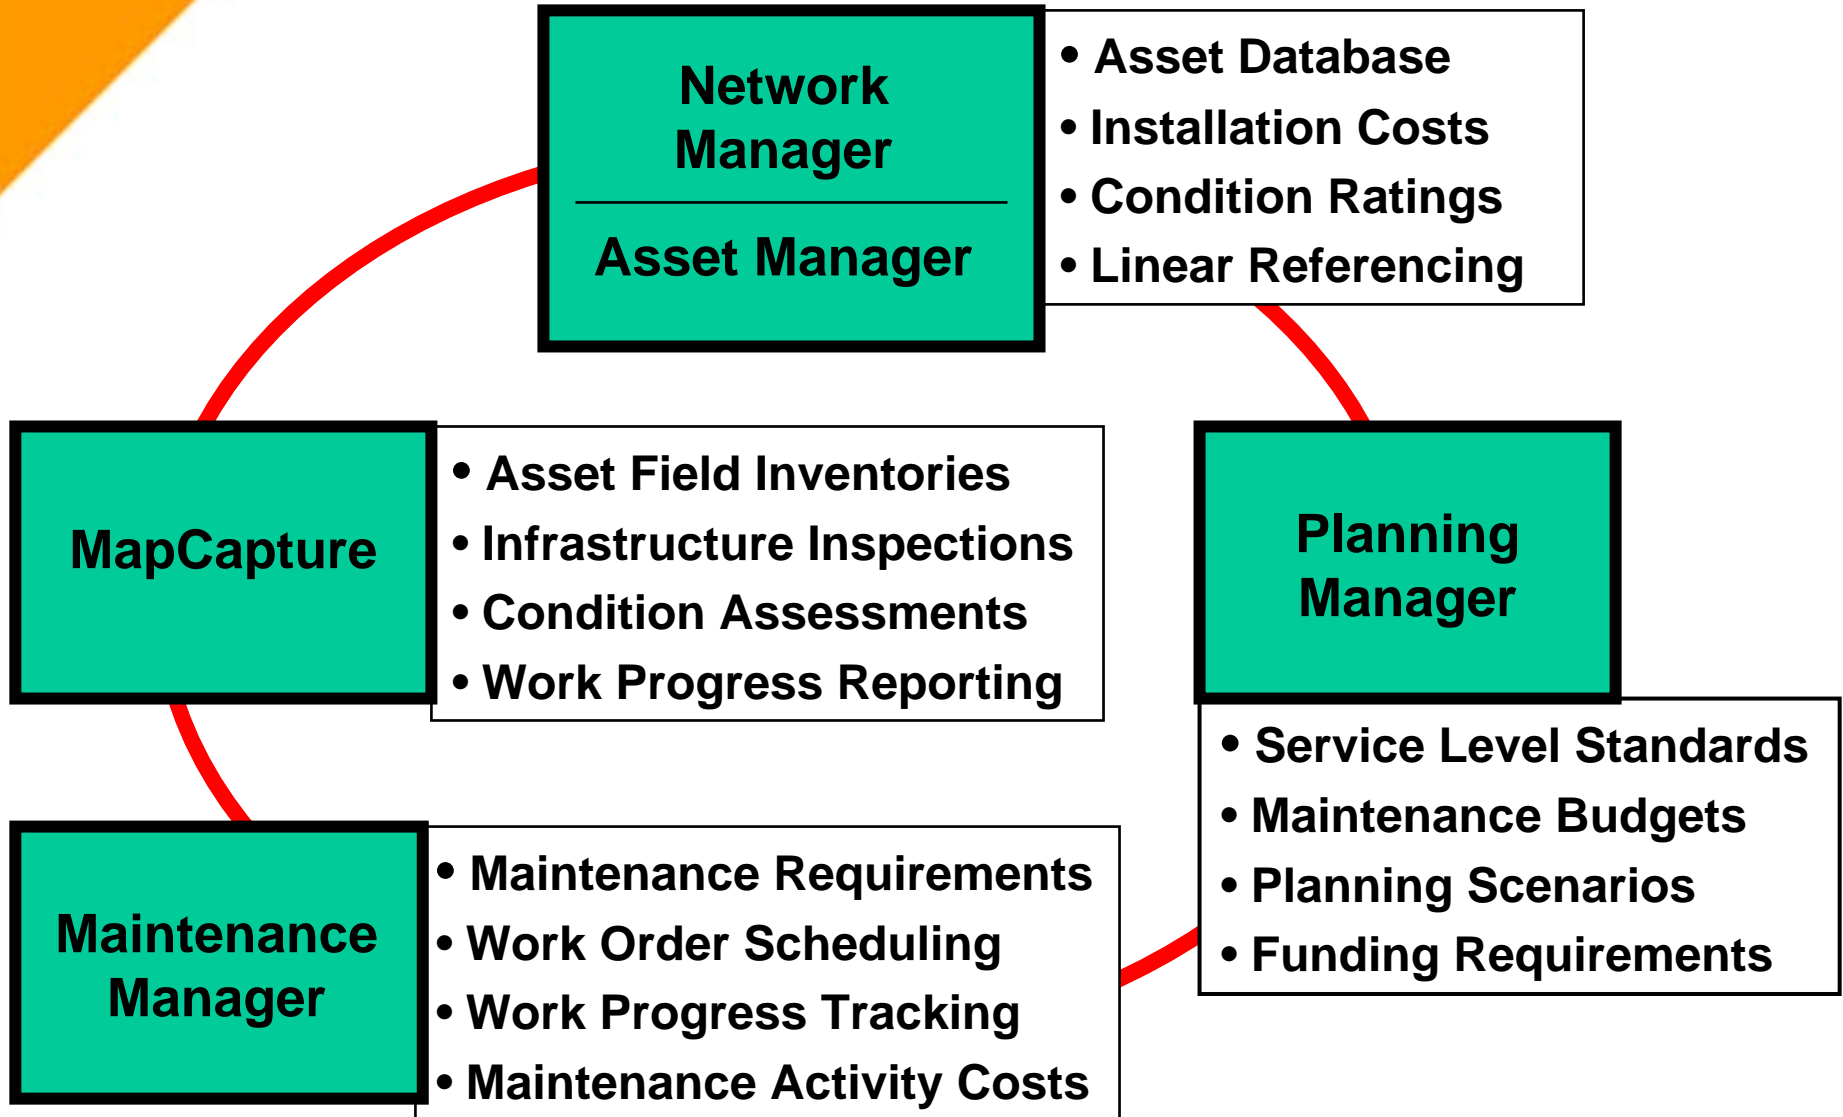 Network
Manager
Asset Manager
• Asset Database
• Installation Costs
• Condition Ratings
• Linear Referencing
MapCapture
• Asset Field Inventories
• Infrastructure Inspections
• Condition Assessments
• Work Progress Reporting
Planning
Manager
• Service Level Standards
• Maintenance Budgets
• Planning Scenarios
• Funding Requirements
Maintenance
Manager
• Maintenance Requirements
• Work Order Scheduling
• Work Progress Tracking
• Maintenance Activity Costs